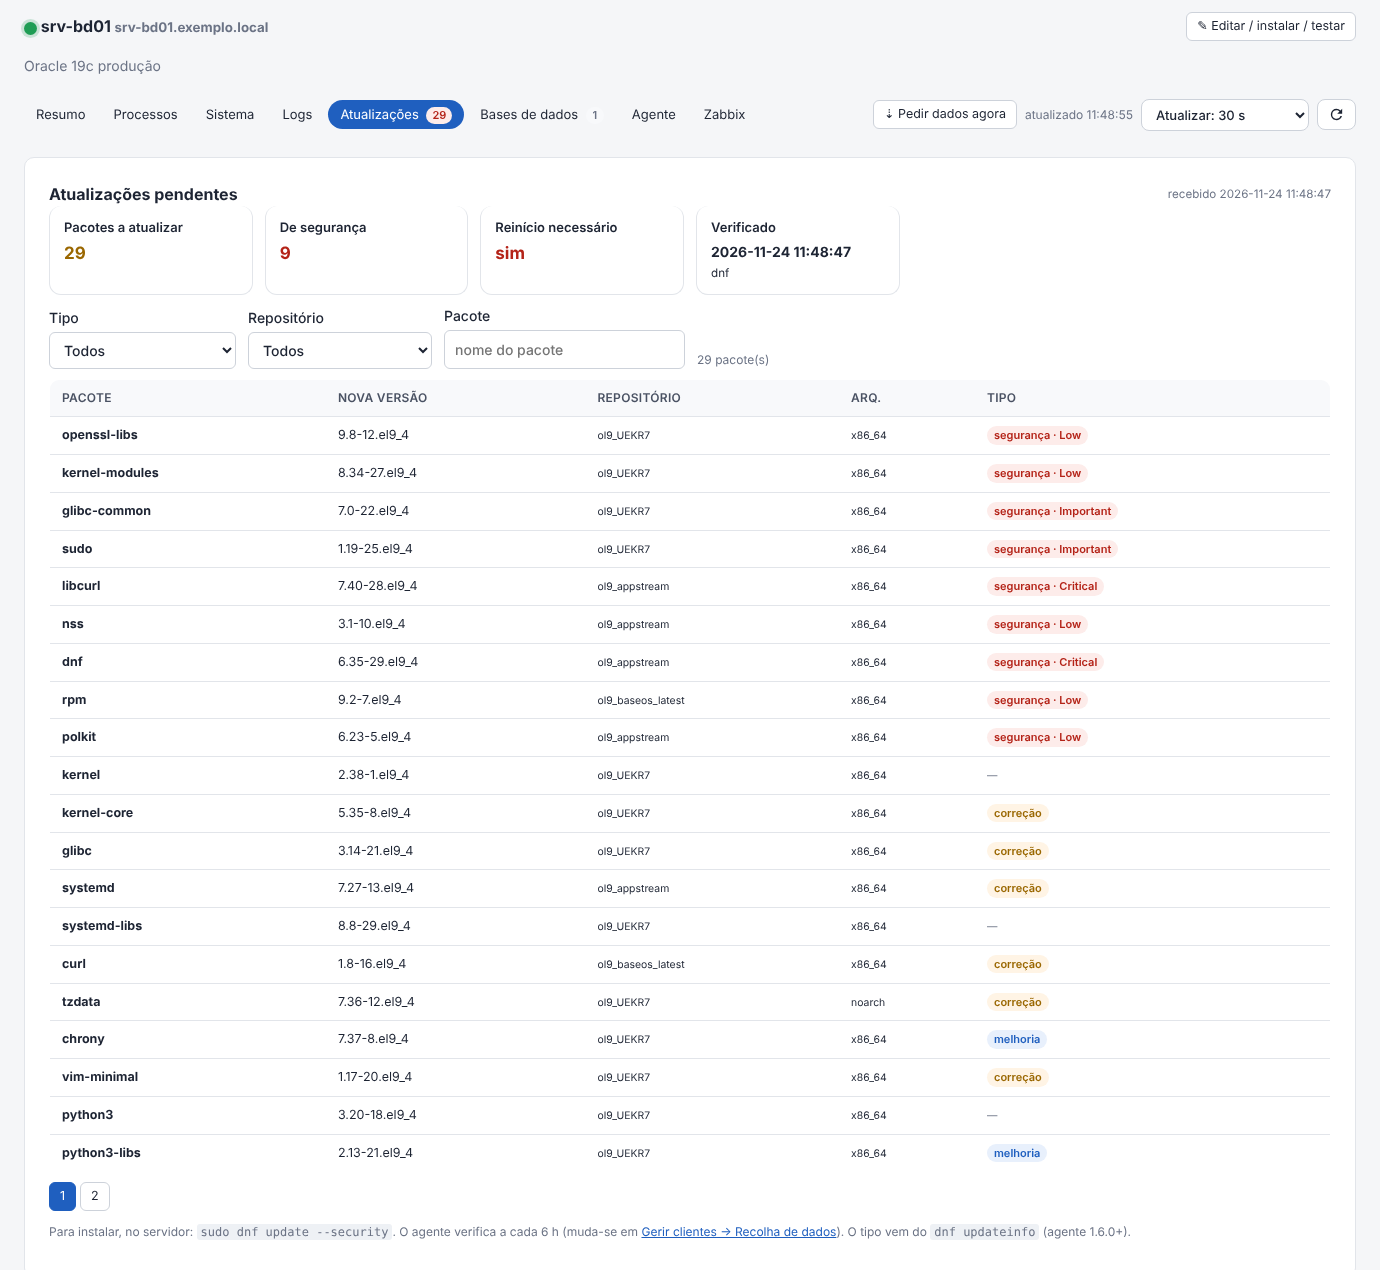 srv-bd01 srv-bd01.exemplo.local
✎ Editar / instalar / testar
Oracle 19c produção
Resumo Processos Sistema Logs Atualizações 29 Bases de dados 1 Agente Zabbix
↓ Pedir dados agora atualizado 11:48:55 Atualizar: 30 s
Atualizações pendentes
recebido 2026-11-24 11:48:47
Pacotes a atualizar
29
De segurança
9
Reinício necessário
sim
Verificado
2026-11-24 11:48:47
dnf
Tipo
Todos
Repositório
Todos
Pacote
nome do pacote
29 pacote(s)
PACOTE NOVA VERSÃO REPOSITÓRIO ARQ. TIPO
openssl-libs 9.8-12.el9_4 ol9_UEKR7 x86_64 segurança · Low
kernel-modules 8.34-27.el9_4 ol9_UEKR7 x86_64 segurança · Low
glibc-common 7.0-22.el9_4 ol9_UEKR7 x86_64 segurança · Important
sudo 1.19-25.el9_4 ol9_UEKR7 x86_64 segurança · Important
libcurl 7.40-28.el9_4 ol9_appstream x86_64 segurança · Critical
nss 3.1-10.el9_4 ol9_appstream x86_64 segurança · Low
dnf 6.35-29.el9_4 ol9_appstream x86_64 segurança · Critical
rpm 9.2-7.el9_4 ol9_baseos_latest x86_64 segurança · Low
polkit 6.23-5.el9_4 ol9_appstream x86_64 segurança · Low
kernel 2.38-1.el9_4 ol9_UEKR7 x86_64 —
kernel-core 5.35-8.el9_4 ol9_UEKR7 x86_64 correção
glibc 3.14-21.el9_4 ol9_UEKR7 x86_64 correção
systemd 7.27-13.el9_4 ol9_appstream x86_64 correção
systemd-libs 8.8-29.el9_4 ol9_UEKR7 x86_64 —
curl 1.8-16.el9_4 ol9_baseos_latest x86_64 correção
tzdata 7.36-12.el9_4 ol9_UEKR7 noarch correção
chrony 7.37-8.el9_4 ol9_UEKR7 x86_64 melhoria
vim-minimal 1.17-20.el9_4 ol9_UEKR7 x86_64 correção
python3 3.20-18.el9_4 ol9_UEKR7 x86_64 —
python3-libs 2.13-21.el9_4 ol9_UEKR7 x86_64 melhoria
1 2
Para instalar, no servidor: sudo dnf update --security. O agente verifica a cada 6 h (muda-se em Gerir clientes → Recolha de dados). O tipo vem do dnf updateinfo (agente 1.6.0+).